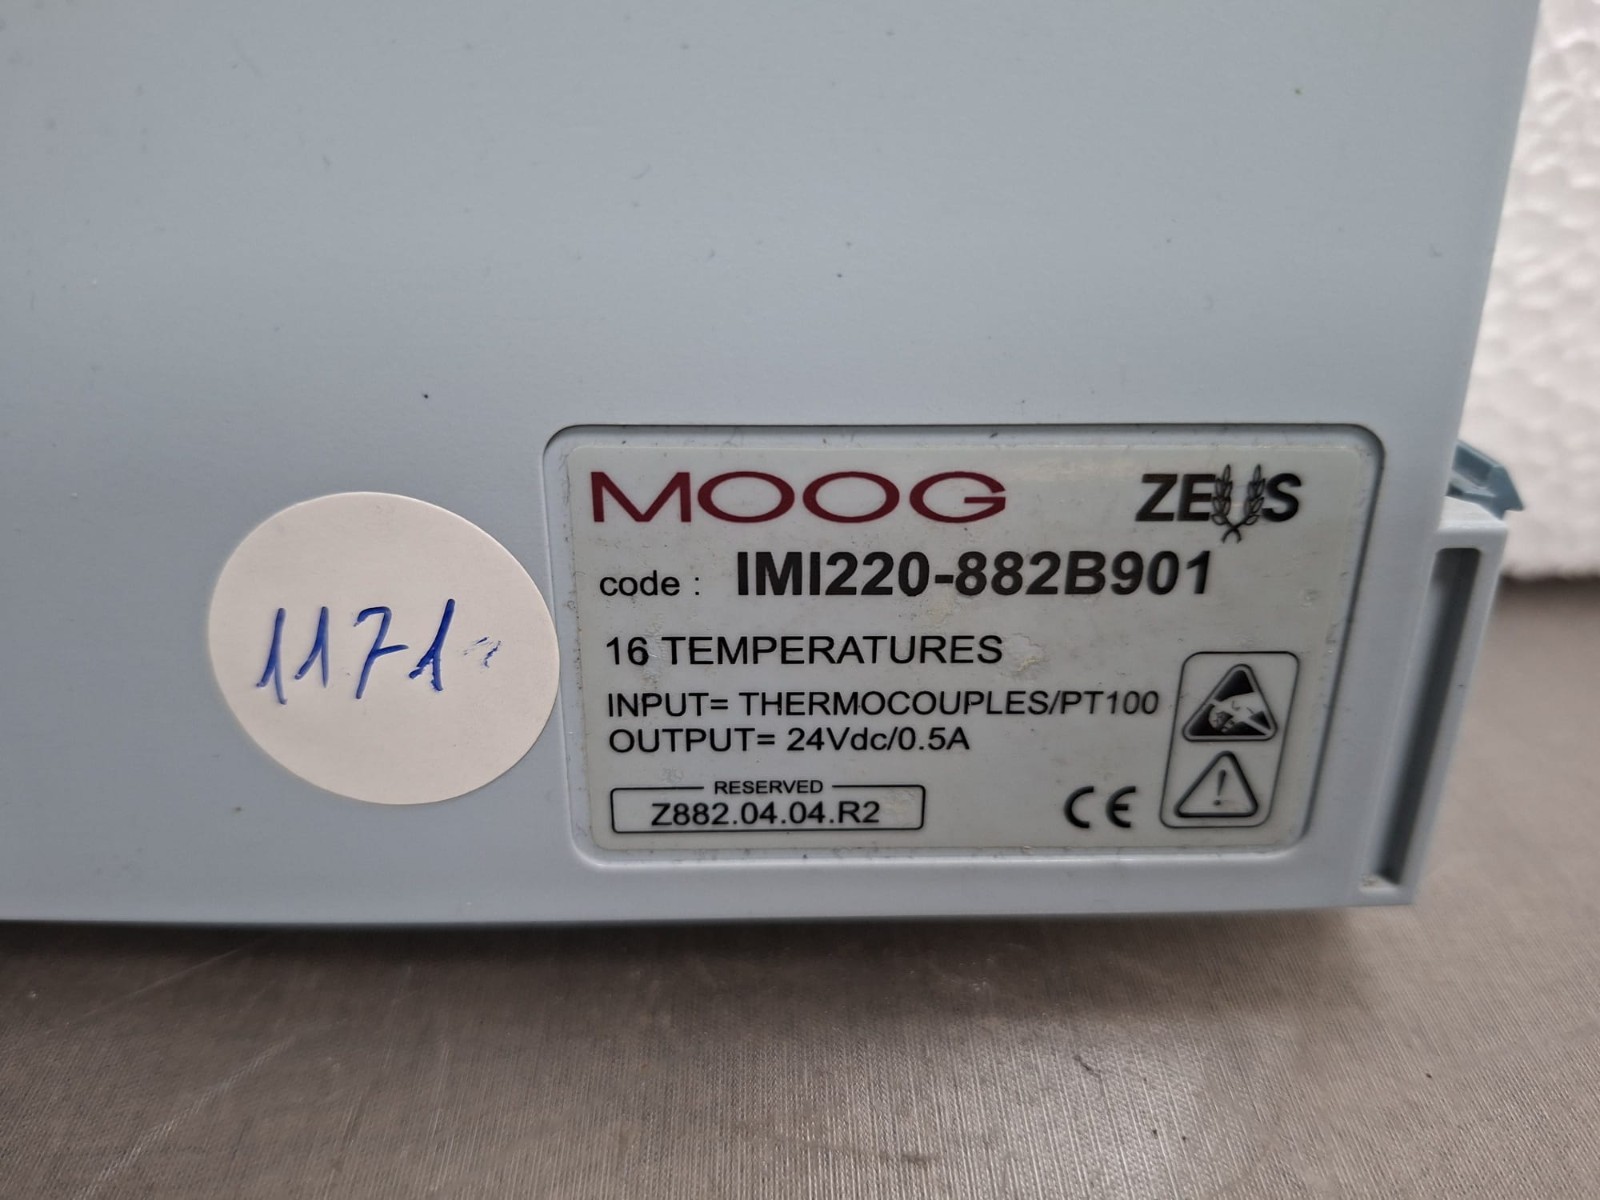 MOOG ZEUS
code : IMI220-882B901
16 TEMPERATURES
INPUT= THERMOCOUPLES/PT100
OUTPUT= 24Vdc/0.5A
RESERVED
Z882.04.04.R2
CE
1171